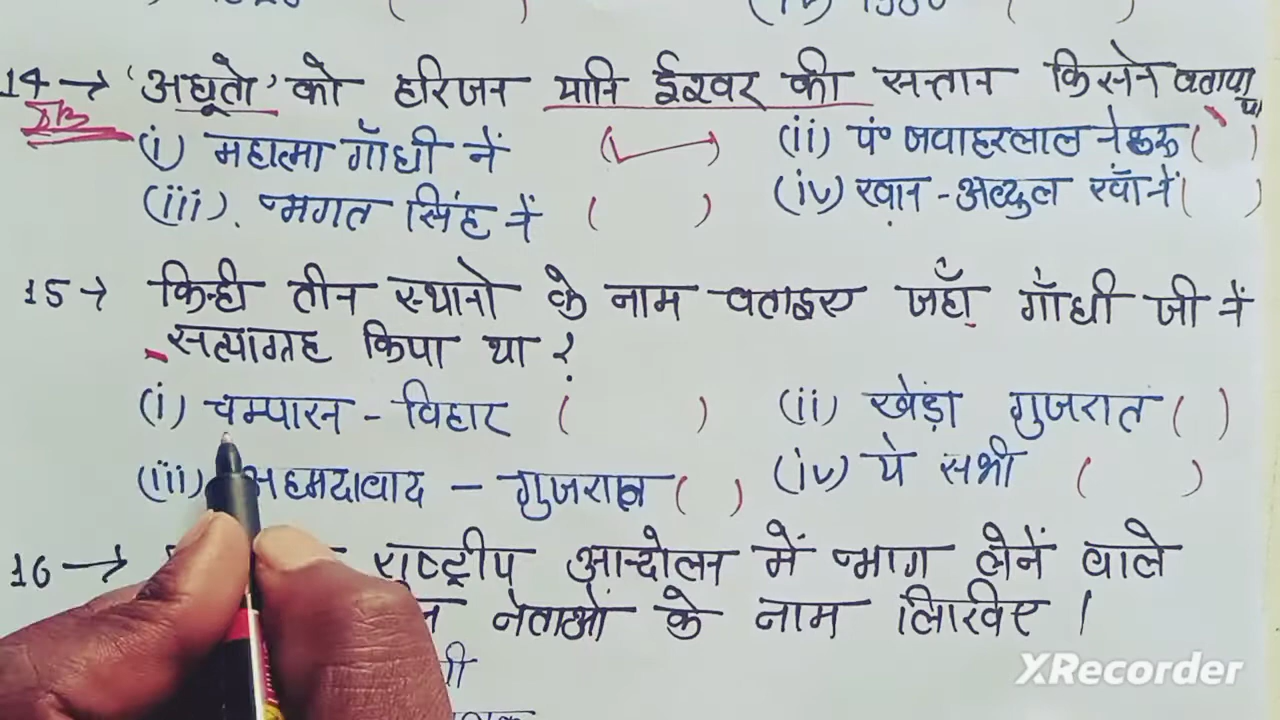 14 → 'अछूतो' को हरिजन यानि ईश्वर की सत्तान किसने बताया था
(i) महात्मा गाँधी नें ( ✓ ) (ii) पं० जवाहरलाल नेहरू ( )
(iii) भगत सिंह नें ( ) (iv) खान - अब्दुल खाँ नें ( )
15 → किन्ही तीन स्थानो के नाम बताइए जहाँ गाँधी जी नें
सत्याग्रह किया था ?
(i) चम्पारन - विहार ( ) (ii) खेड़ा गुजरात ( )
(iii) अहमदावाद - गुजरात ( ) (iv) ये सभी ( )
16 → राष्ट्रीय आन्दोलन में भाग लेनें वाले
नेताओं के नाम लिखिए ।
XRecorder